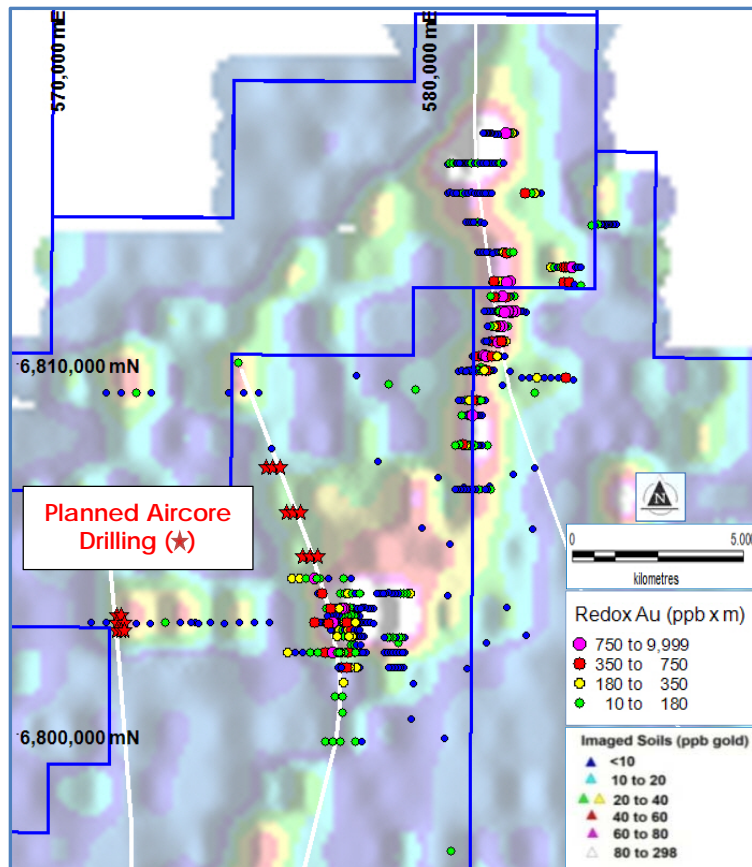 570,000 mE
580,000 mE
6,810,000 mN
Planned Aircore
Drilling (★)
N
0 5.000
kilometres
Redox Au (ppb x m)
750 to 9,999
350 to 750
180 to 350
10 to 180
6,800,000 mN
Imaged Soils (ppb gold)
<10
10 to 20
20 to 40
40 to 60
60 to 80
80 to 298